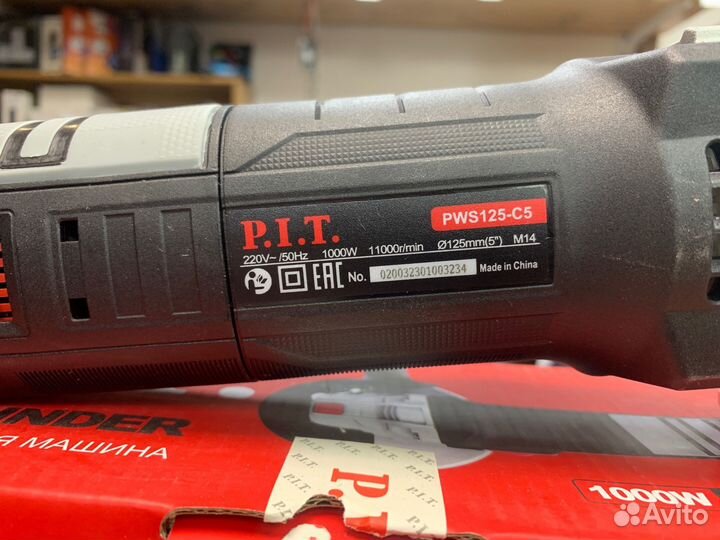 P.I.T.
PWS125-C5
220V~/50Hz 1000W 11000r/min Ø125mm(5") M14
EAC No. 020032301003234 Made in China
NDER
Я МАШИНА
P.I.T.
P.I.T.
1000W
Avito